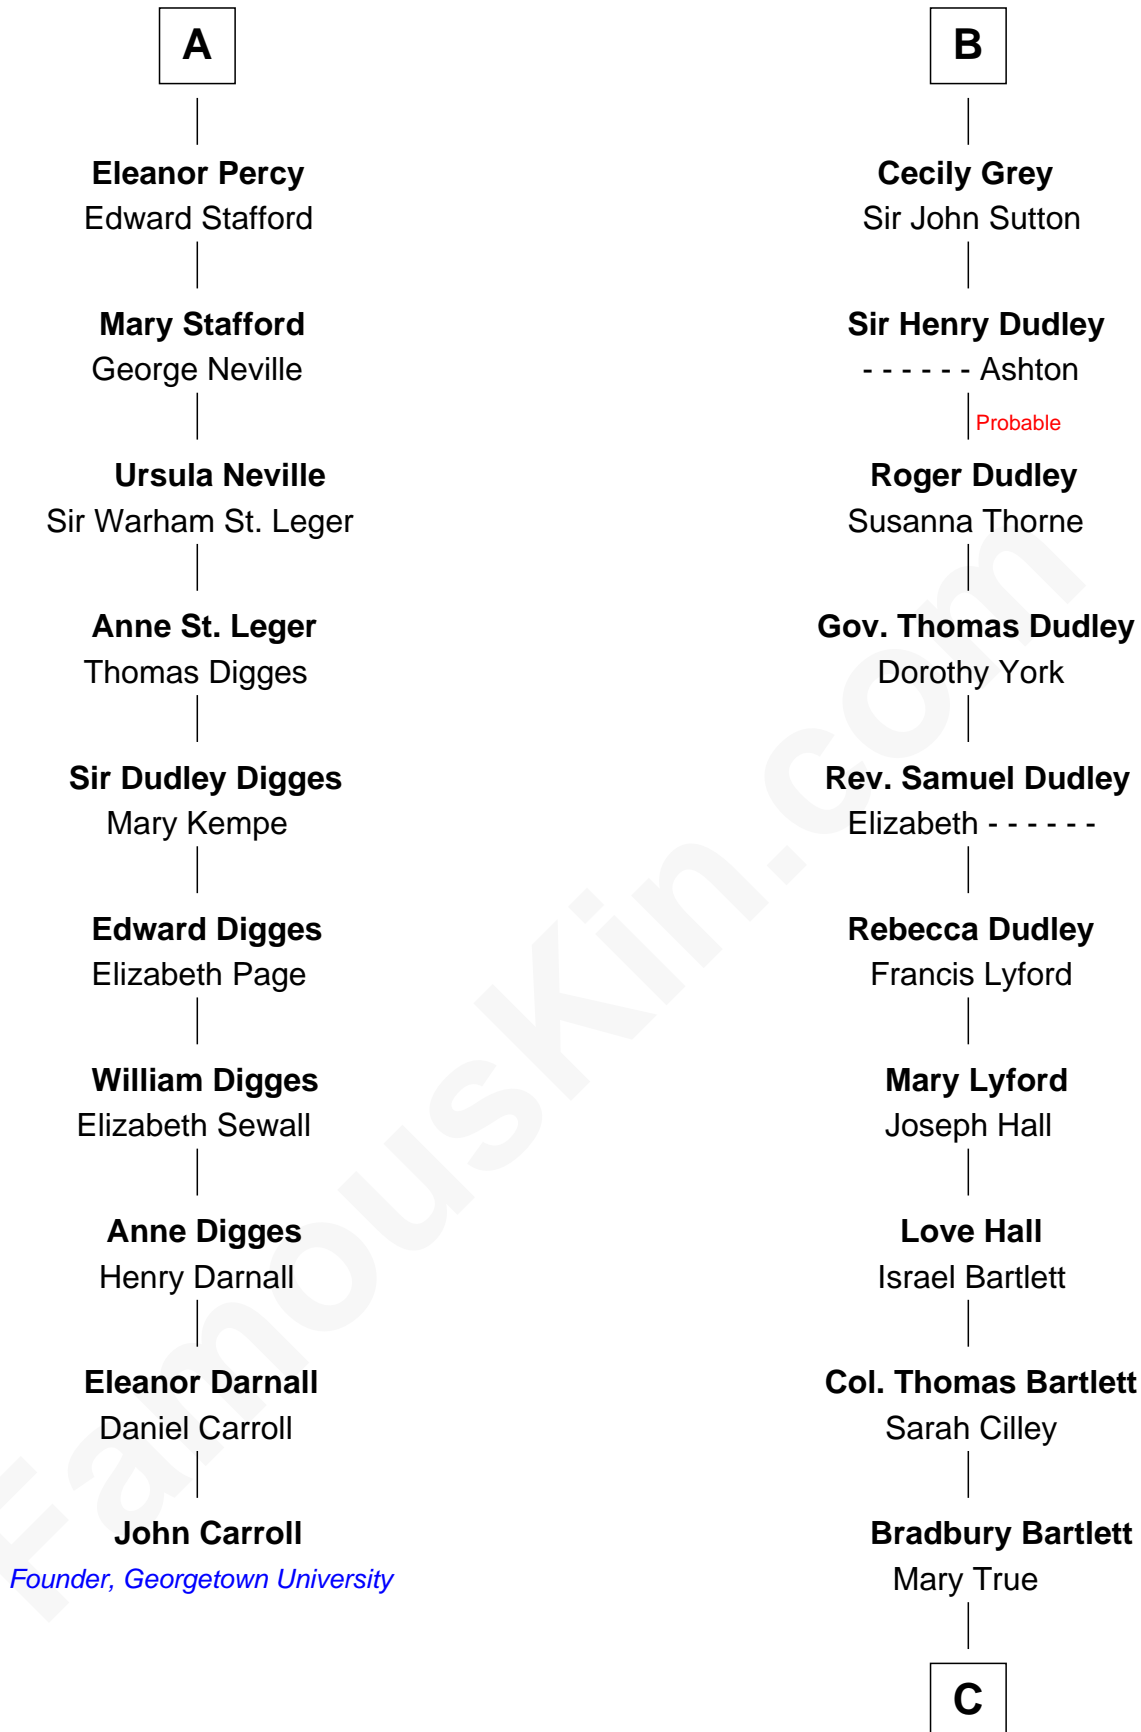 A
Eleanor Percy
Edward Stafford
Mary Stafford
George Neville
Ursula Neville
Sir Warham St. Leger
Anne St. Leger
Thomas Digges
Sir Dudley Digges
Mary Kempe
Edward Digges
Elizabeth Page
William Digges
Elizabeth Sewall
Anne Digges
Henry Darnall
Eleanor Darnall
Daniel Carroll
John Carroll
Founder, Georgetown University
B
Cecily Grey
Sir John Sutton
Sir Henry Dudley
- - - - - - Ashton
Probable
Roger Dudley
Susanna Thorne
Gov. Thomas Dudley
Dorothy York
Rev. Samuel Dudley
Elizabeth - - - - - -
Rebecca Dudley
Francis Lyford
Mary Lyford
Joseph Hall
Love Hall
Israel Bartlett
Col. Thomas Bartlett
Sarah Cilley
Bradbury Bartlett
Mary True
C
FamousKin.com